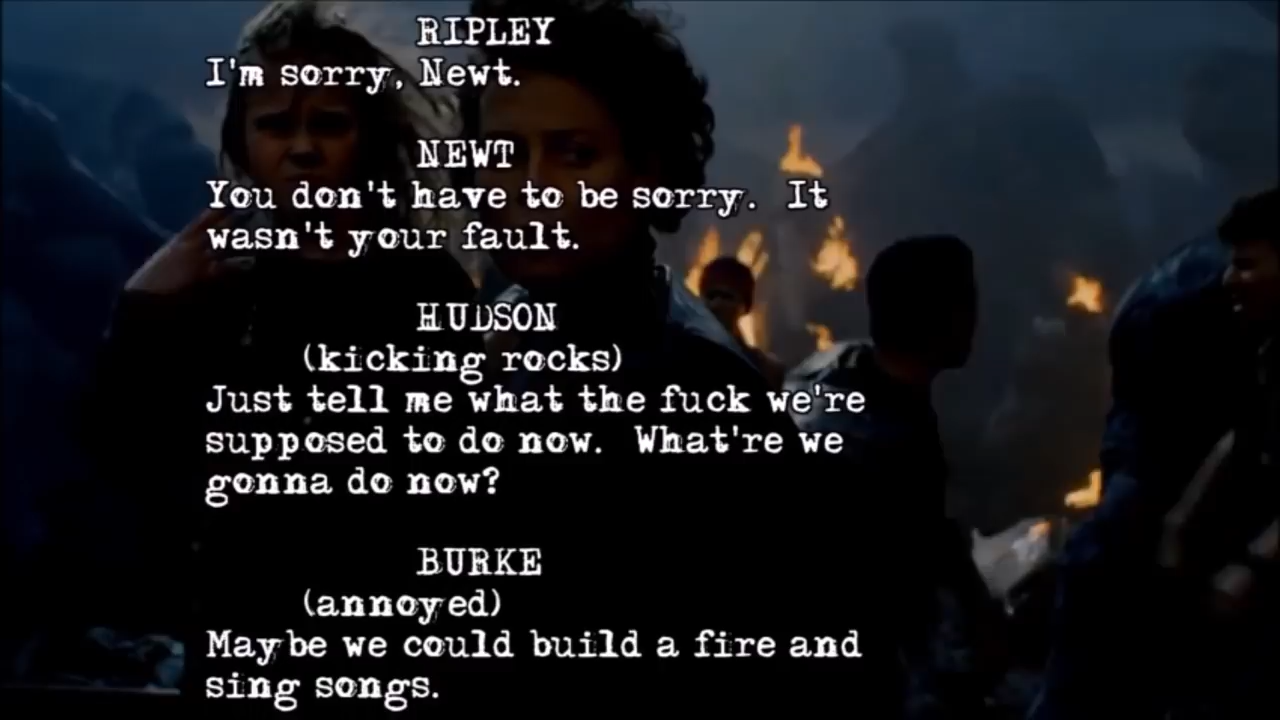 RIPLEY
I'm sorry, Newt.
NEWT
You don't have to be sorry. It
wasn't your fault.
HUDSON
(kicking rocks)
Just tell me what the fuck we're
supposed to do now. What're we
gonna do now?
BURKE
(annoyed)
Maybe we could build a fire and
sing songs.